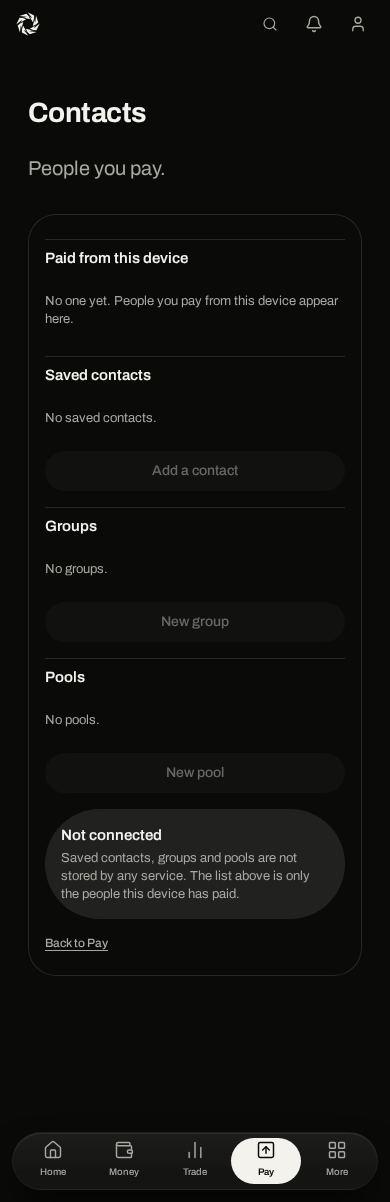 Contacts
People you pay.
Paid from this device
No one yet. People you pay from this device appear
here.
Saved contacts
No saved contacts.
Add a contact
Groups
No groups.
New group
Pools
No pools.
New pool
Not connected
Saved contacts, groups and pools are not
stored by any service. The list above is only
the people this device has paid.
Back to Pay
Home Money Trade Pay More